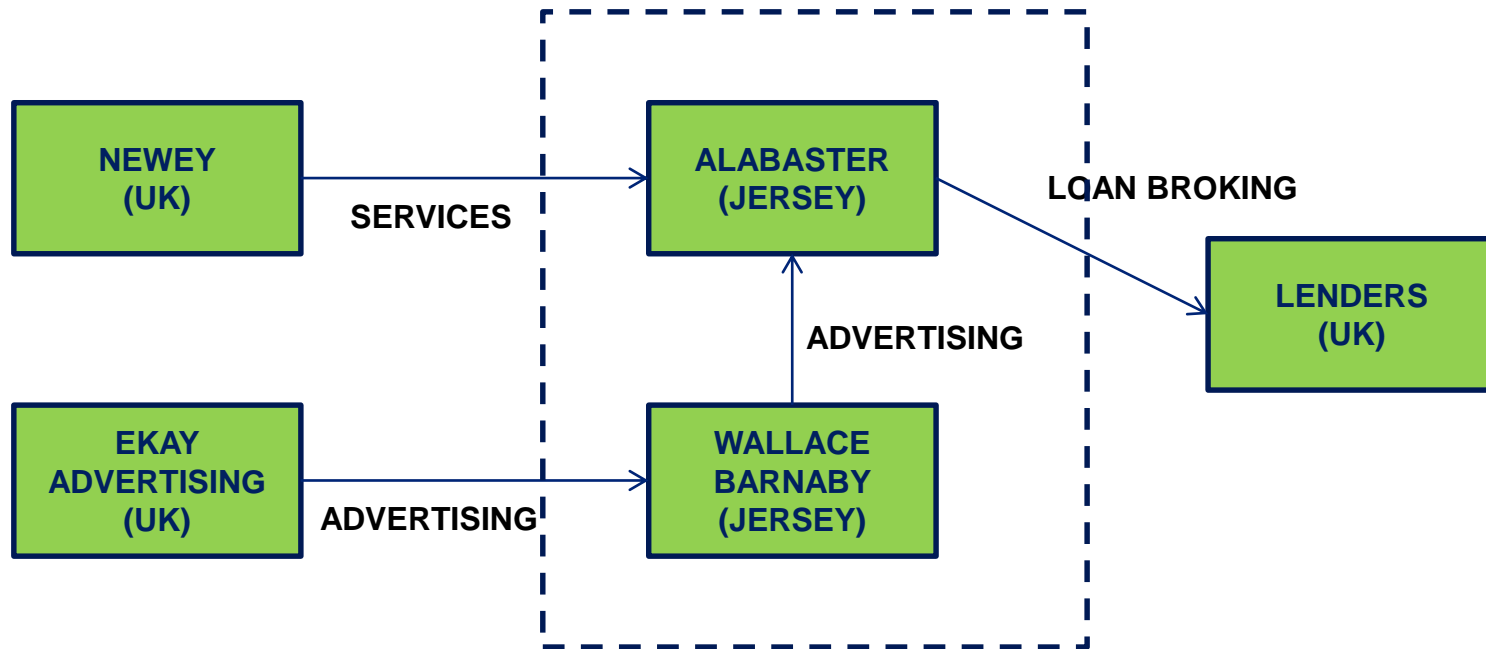 NEWEY
(UK)
SERVICES
ALABASTER
(JERSEY)
LOAN BROKING
LENDERS
(UK)
ADVERTISING
EKAY
ADVERTISING
(UK)
ADVERTISING
WALLACE
BARNABY
(JERSEY)